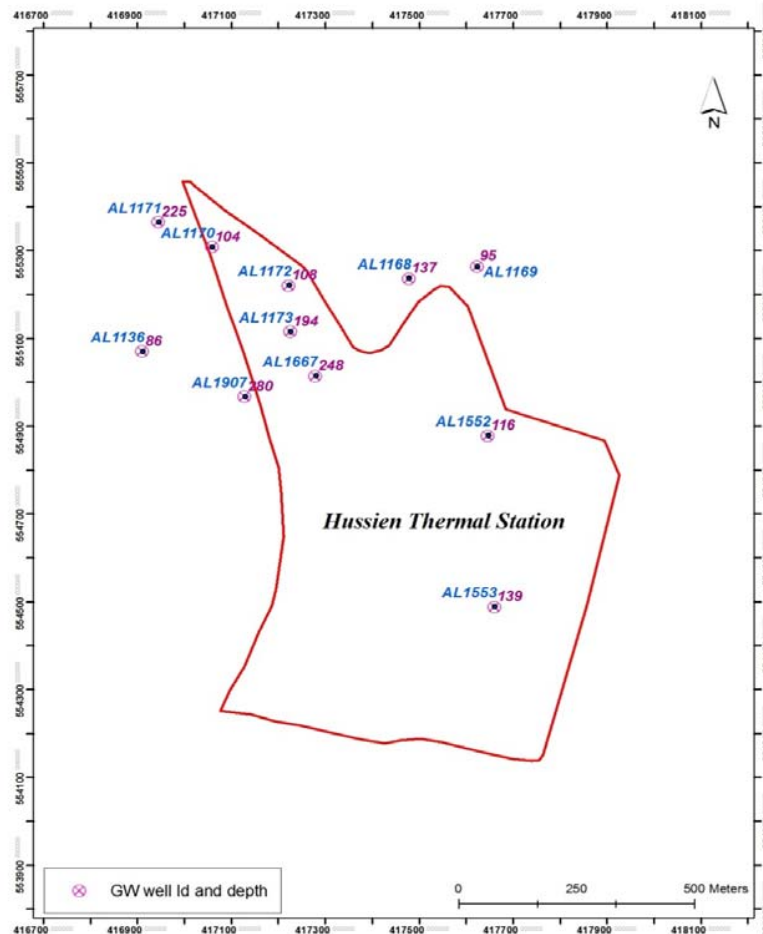 416700 416900 417100 417300 417500 417700 417900 418100
555700
N
555500
AL1171 225
AL1170 104
555300
95
AL1168 137
AL1169
AL1172 108
AL1173 194
555100
AL1136 86
AL1667 248
AL1907 280
554900
AL1552 116
554700
Hussien Thermal Station
554500
AL1553 139
554300
554100
553900
GW well Id and depth
0 250 500 Meters
416700 416900 417100 417300 417500 417700 417900 418100